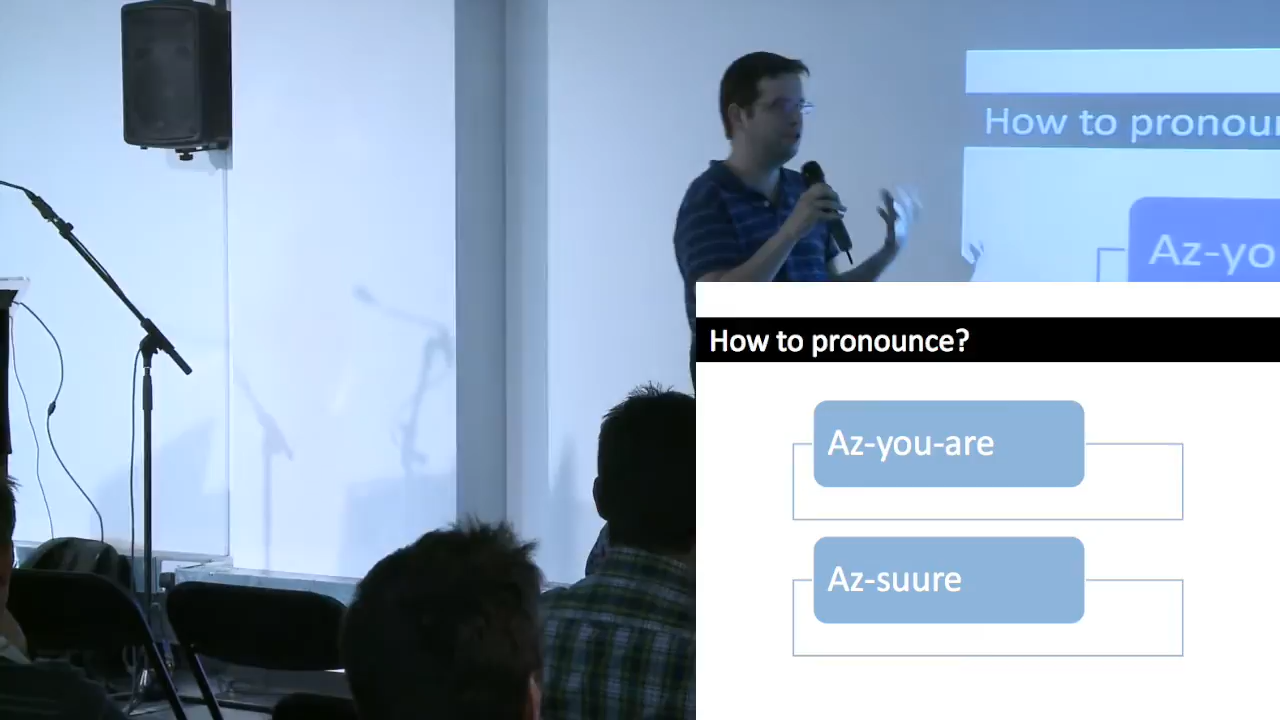 How to pronou
Az-yo
How to pronounce?
Az-you-are
Az-suure